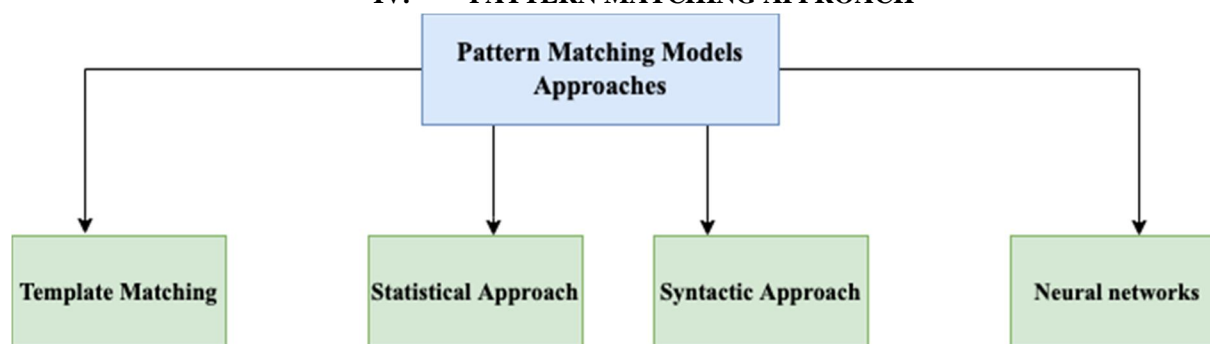 IV. PATTERN MATCHING APPROACH
Pattern Matching Models
Approaches
Template Matching
Statistical Approach
Syntactic Approach
Neural networks